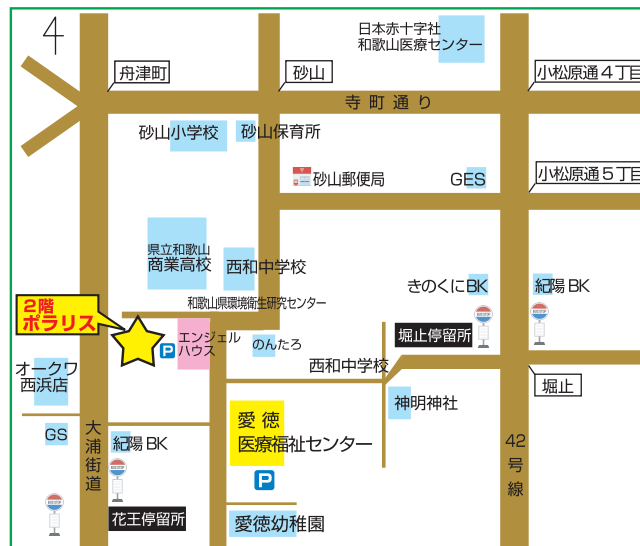 日本赤十字社
和歌山医療センター
舟津町
砂山
小松原通4丁目
寺町通り
砂山小学校
砂山保育所
砂山郵便局
GES
小松原通5丁目
県立和歌山
商業高校
西和中学校
和歌山県環境衛生研究センター
きのくにBK
紀陽BK
2階
ポラリス
P
エンジェル
ハウス
のんたろ
堀止停留所
オークワ
西浜店
西和中学校
堀止
神明神社
愛徳
医療福祉センター
GS
大浦街道
紀陽BK
42号線
P
花王停留所
愛徳幼稚園